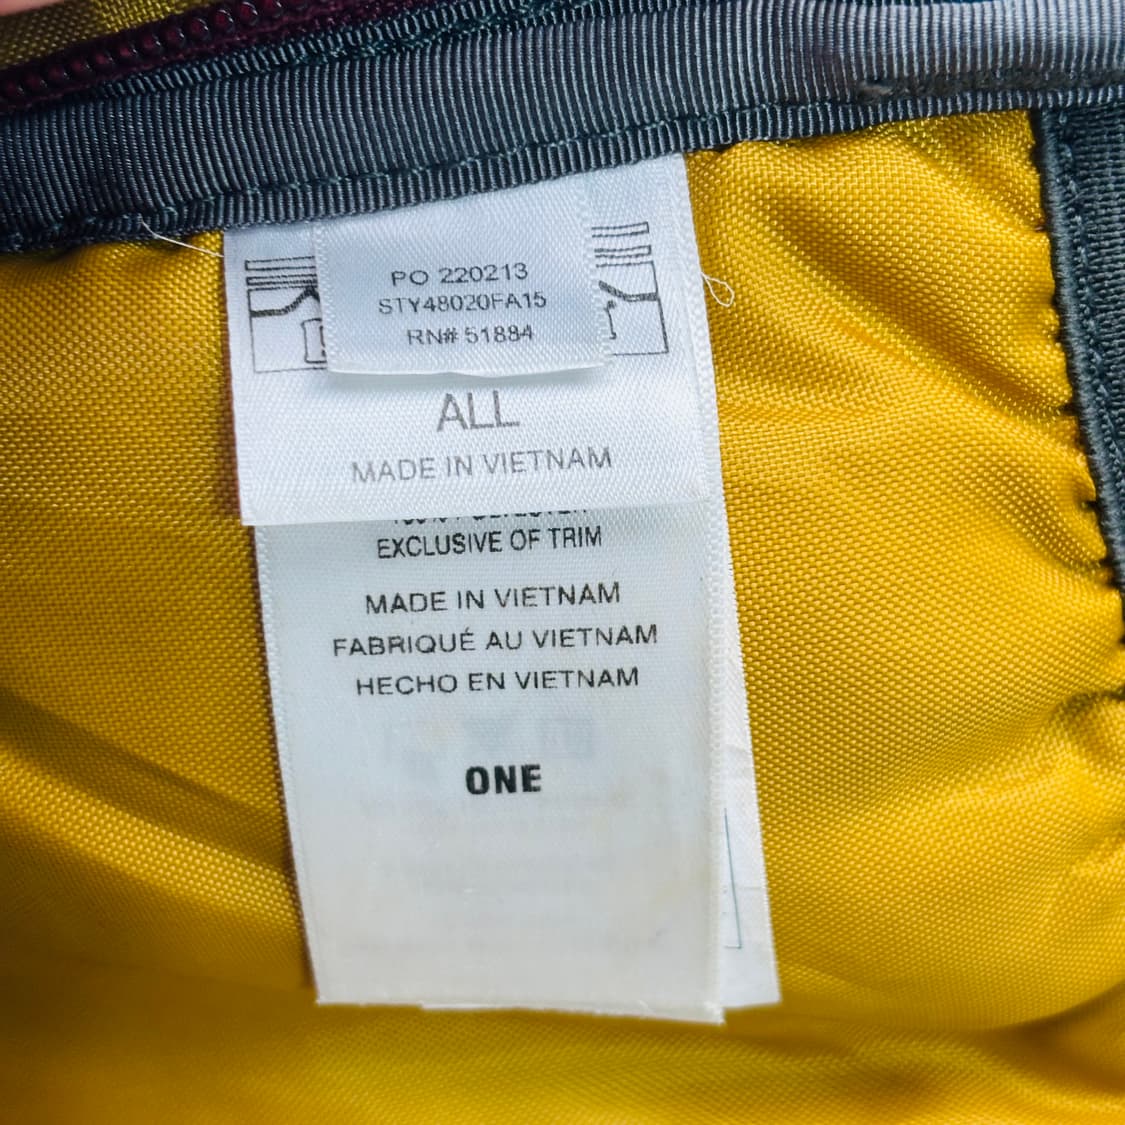 PO 220213
STY48020FA15
RN# 51884
ALL
MADE IN VIETNAM
EXCLUSIVE OF TRIM
MADE IN VIETNAM
FABRIQUÉ AU VIETNAM
HECHO EN VIETNAM
ONE